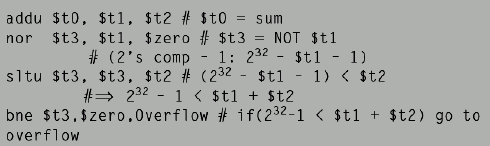 addu $t0, $t1, $t2 # $t0 = sum
nor $t3, $t1, $zero # $t3 = NOT $t1
# (2's comp - 1: 2³² - $t1 - 1)
sltu $t3, $t3, $t2 # (2³² - $t1 - 1) < $t2
#⇒ 2³² - 1 < $t1 + $t2
bne $t3,$zero,Overflow # if(2³²-1 < $t1 + $t2) go to
overflow